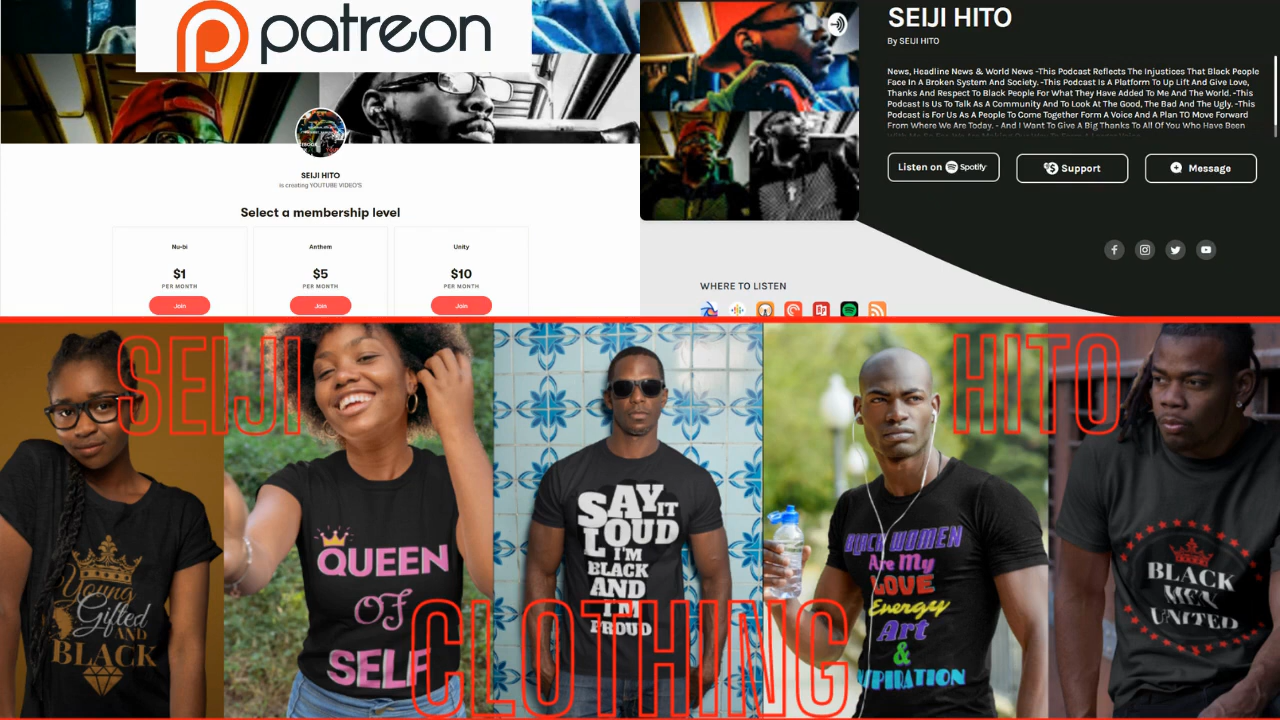 patreon
SEIJI HITO
is creating YOUTUBE VIDEO'S
Select a membership level
Nu-bi
$1
PER MONTH
Join
Anthem
$5
PER MONTH
Join
Unity
$10
PER MONTH
Join
SEIJI HITO
By SEIJI HITO
News, Headline News & World News -This Podcast Reflects The Injustices That Black People
Face In A Broken System And Society. -This Podcast Is A Platform To Up Lift And Give Love,
Thanks And Respect To Black People For What They Have Added To Me And The World. -This
Podcast Is Us To Talk As A Community And To Look At The Good, The Bad And The Ugly. -This
Podcast is For Us As A People To Come Together Form A Voice And A Plan TO Move Forward
From Where We Are Today. - And I Want To Give A Big Thanks To All Of You Who Have Been
Listen on Spotify
Support
Message
WHERE TO LISTEN
SEIJI HITO
CLOTHING
Young
Gifted
AND
BLACK
QUEEN
OF
SELF
SAY IT
LOUD
I'M
BLACK
AND
I'M
PROUD
BLACK WOMEN
Are My
LOVE
Energy
Art
&
INSPIRATION
BLACK
MEN
UNITED